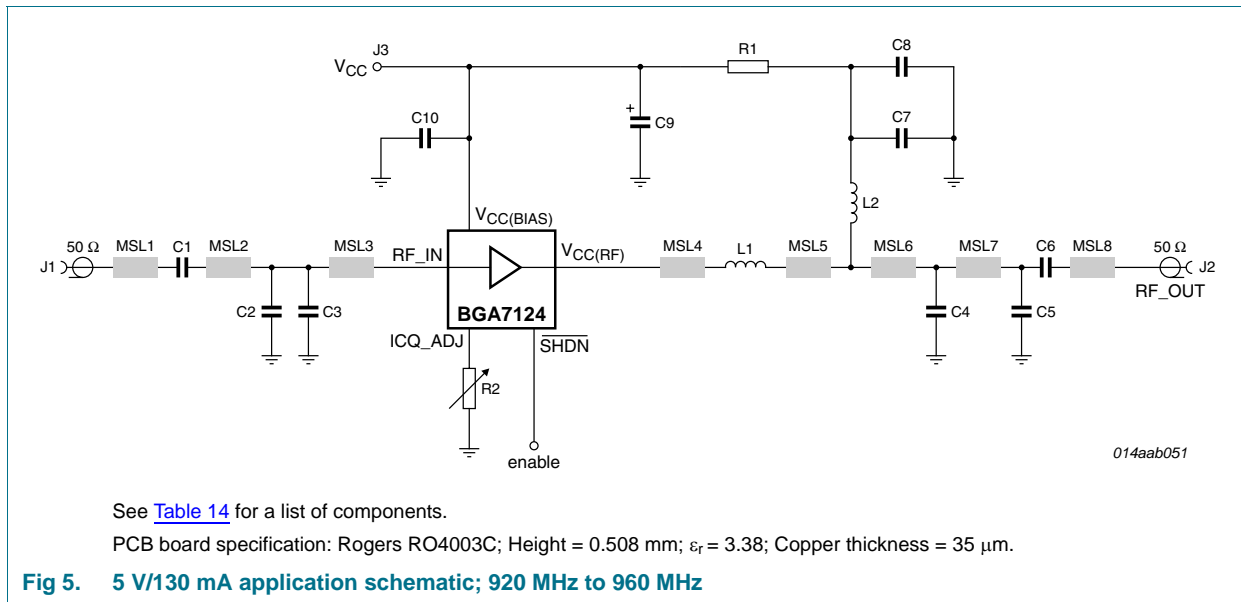 J3
V_CC
R1
C8
C10
C9
C7
L2
V_CC(BIAS)
50 Ω
MSL1
C1
MSL2
MSL3
RF_IN
V_CC(RF)
MSL4
L1
MSL5
MSL6
MSL7
C6
MSL8
50 Ω
J1
J2
RF_OUT
C2
C3
BGA7124
C4
C5
ICQ_ADJ
SHDN
R2
enable
014aab051
+
See Table 14 for a list of components.
PCB board specification: Rogers RO4003C; Height = 0.508 mm; εr = 3.38; Copper thickness = 35 μm.
Fig 5. 5 V/130 mA application schematic; 920 MHz to 960 MHz